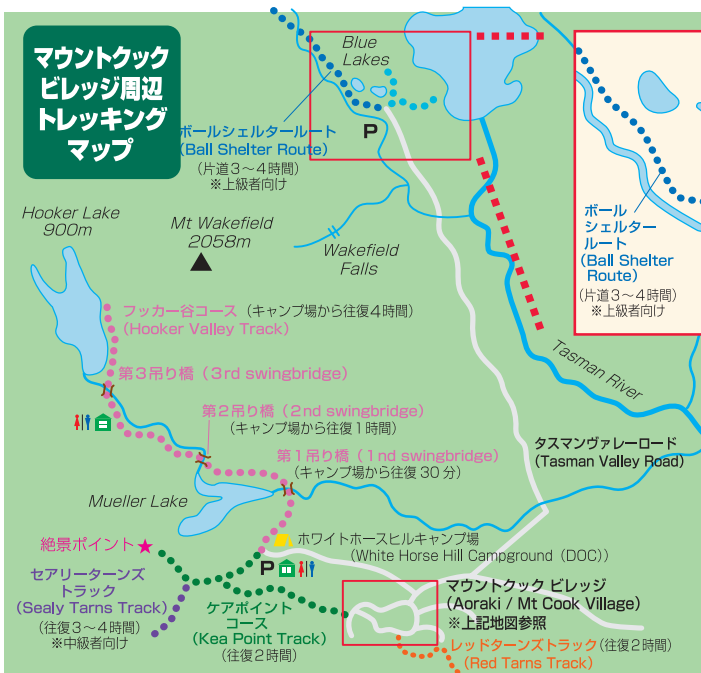 マウントクック
ビレッジ周辺
トレッキング
マップ
Blue
Lakes
P
ボールシェルタールート
(Ball Shelter Route)
(片道3～4時間)
※上級者向け
Hooker Lake
900m
Mt Wakefield
2058m
Wakefield
Falls
ボール
シェルター
ルート
(Ball Shelter
Route)
(片道3～4時間)
※上級者向け
フッカー谷コース (キャンプ場から往復4時間)
(Hooker Valley Track)
Tasman River
第3吊り橋 (3rd swingbridge)
第2吊り橋 (2nd swingbridge)
(キャンプ場から往復1時間)
第1吊り橋 (1nd swingbridge)
(キャンプ場から往復30分)
タスマンヴァレーロード
(Tasman Valley Road)
Mueller Lake
絶景ポイント★
ホワイトホースヒルキャンプ場
(White Horse Hill Campground (DOC))
P
セアリーターンズ
トラック
(Sealy Tarns Track)
(往復3～4時間)
※中級者向け
ケアポイント
コース
(Kea Point Track)
(往復2時間)
マウントクック ビレッジ
(Aoraki / Mt Cook Village)
※上記地図参照
レッドターンズトラック (往復2時間)
(Red Tarns Track)